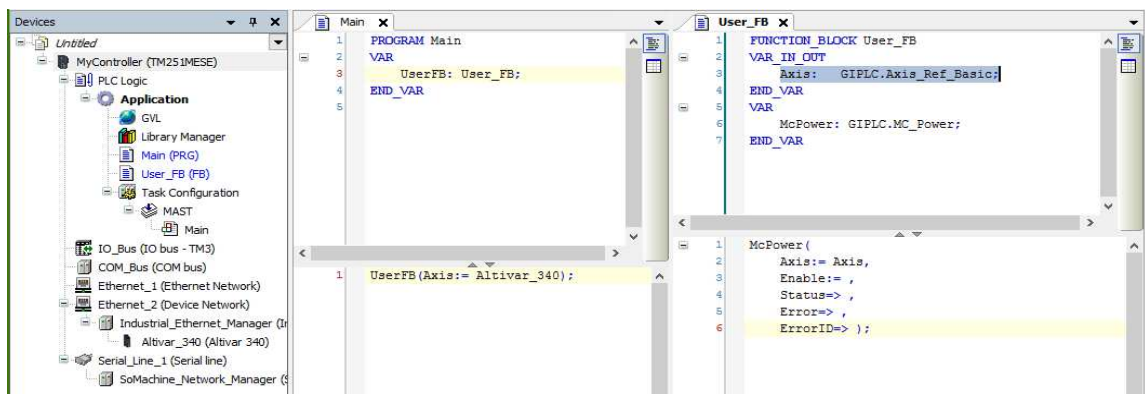 Devices
Untitled
MyController (TM251MESE)
PLC Logic
Application
GVL
Library Manager
Main (PRG)
User_FB (FB)
Task Configuration
MAST
Main
IO_Bus (IO bus - TM3)
COM_Bus (COM bus)
Ethernet_1 (Ethernet Network)
Ethernet_2 (Device Network)
Industrial_Ethernet_Manager (Ir
Altivar_340 (Altivar 340)
Serial_Line_1 (Serial line)
SoMachine_Network_Manager (S
Main
1 PROGRAM Main
2 VAR
3 UserFB: User_FB;
4 END_VAR
5
1 UserFB(Axis:= Altivar_340);
User_FB
1 FUNCTION_BLOCK User_FB
2 VAR_IN_OUT
3 Axis: GIPLC.Axis_Ref_Basic;
4 END_VAR
5 VAR
6 McPower: GIPLC.MC_Power;
7 END_VAR
1 McPower(
2 Axis:= Axis,
3 Enable:= ,
4 Status=> ,
5 Error=> ,
6 ErrorID=> );